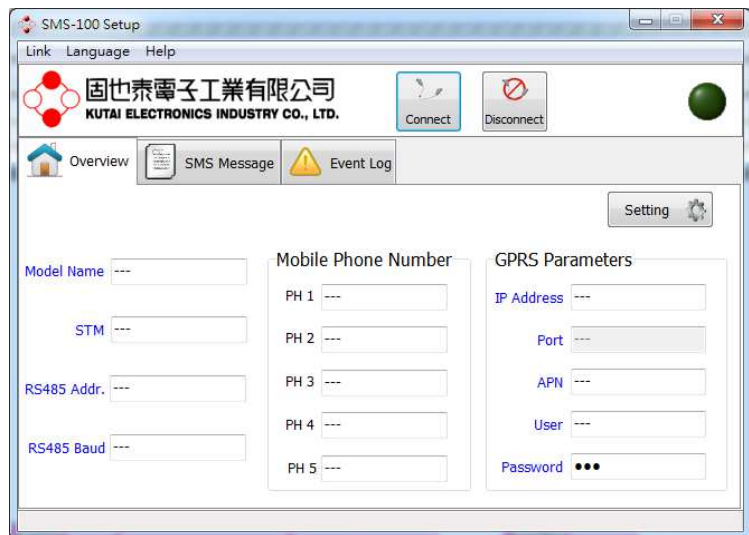 SMS-100 Setup
Link Language Help
固也泰電子工業有限公司
KUTAI ELECTRONICS INDUSTRY CO., LTD.
Connect
Disconnect
Overview
SMS Message
Event Log
Setting
Model Name ---
STM ---
RS485 Addr. ---
RS485 Baud ---
Mobile Phone Number
PH 1 ---
PH 2 ---
PH 3 ---
PH 4 ---
PH 5 ---
GPRS Parameters
IP Address ---
Port ---
APN ---
User ---
Password •••